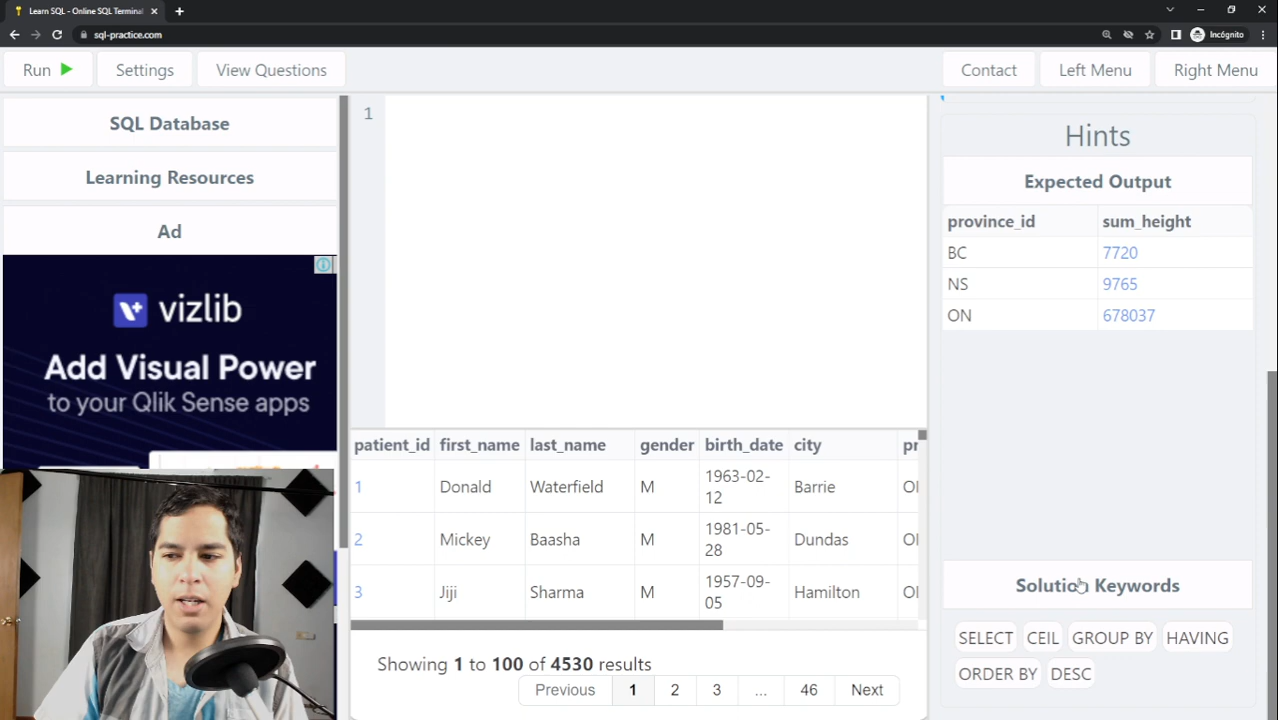 Learn SQL - Online SQL Terminal
sql-practice.com
Incógnito
Run
Settings
View Questions
Contact
Left Menu
Right Menu
SQL Database
Learning Resources
Ad
vizlib
Add Visual Power
to your Qlik Sense apps
1
patient_id first_name last_name gender birth_date city pr
1 Donald Waterfield M 1963-02-12 Barrie O
2 Mickey Baasha M 1981-05-28 Dundas O
3 Jiji Sharma M 1957-09-05 Hamilton O
Showing 1 to 100 of 4530 results
Previous 1 2 3 ... 46 Next
Hints
Expected Output
province_id sum_height
BC 7720
NS 9765
ON 678037
Solution Keywords
SELECT CEIL GROUP BY HAVING
ORDER BY DESC